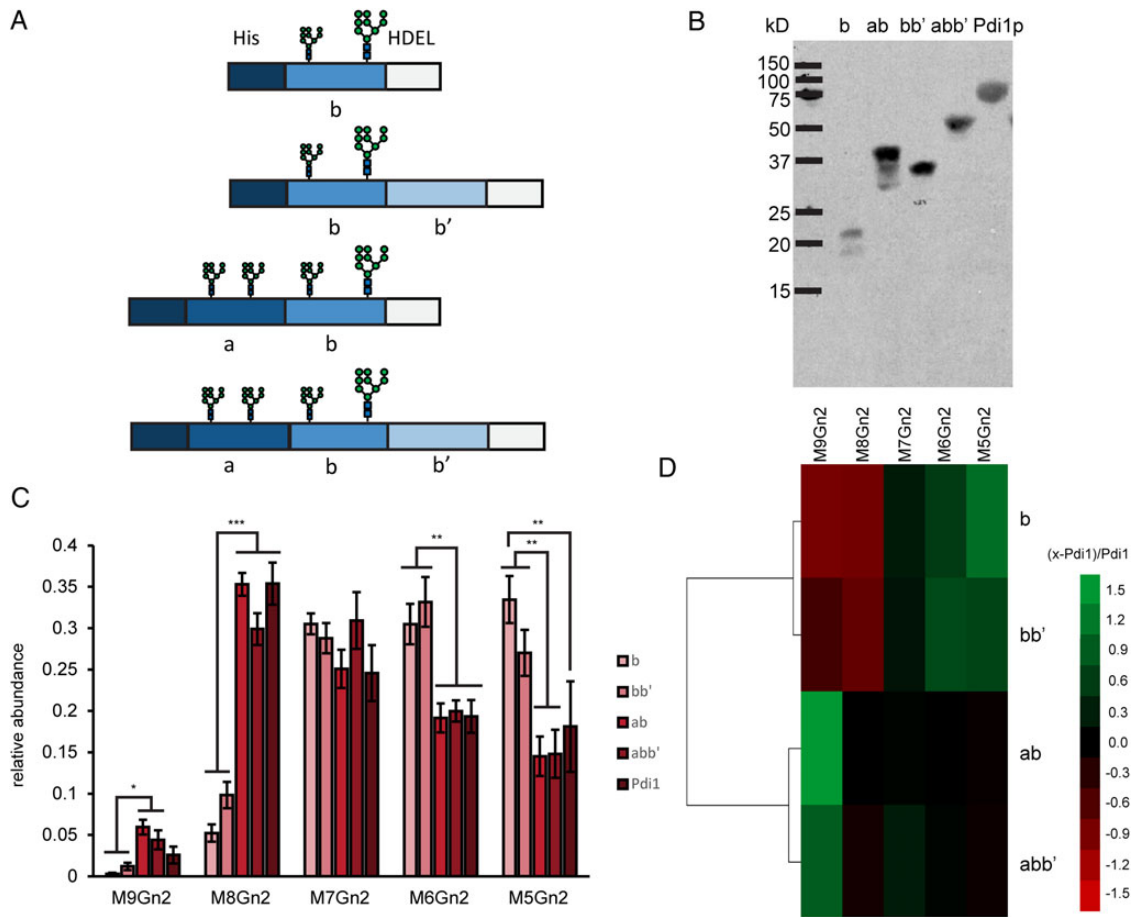 A
His HDEL
b
b b'
a b
a b b'
B
kD b ab bb' abb' Pdi1p
150
100
75
50
37
25
20
15
C
relative abundance
0.4
0.35
0.3
0.25
0.2
0.15
0.1
0.05
0
*
***
**
**
**
M9Gn2 M8Gn2 M7Gn2 M6Gn2 M5Gn2
b
bb'
ab
abb'
Pdi1
D
M9Gn2 M8Gn2 M7Gn2 M6Gn2 M5Gn2
b
bb'
ab
abb'
(x-Pdi1)/Pdi1
1.5
1.2
0.9
0.6
0.3
0.0
-0.3
-0.6
-0.9
-1.2
-1.5